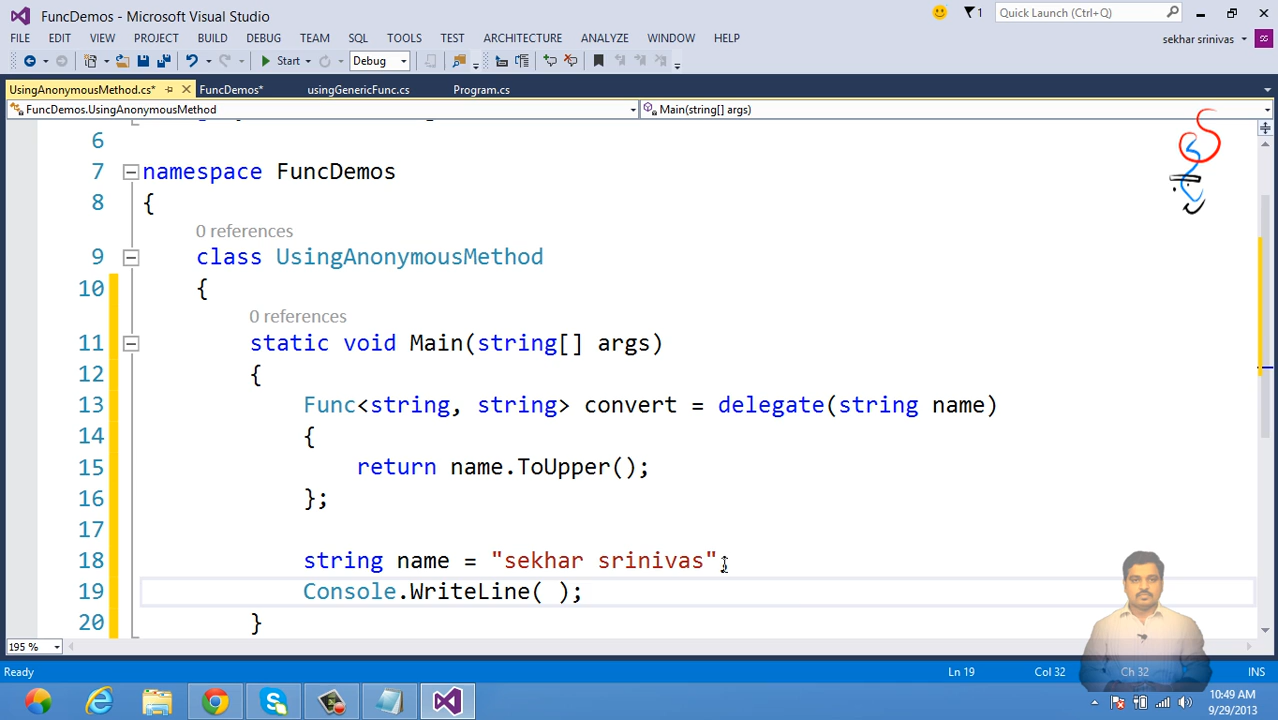 FuncDemos - Microsoft Visual Studio
1
Quick Launch (Ctrl+Q)
FILE EDIT VIEW PROJECT BUILD DEBUG TEAM SQL TOOLS TEST ARCHITECTURE ANALYZE WINDOW HELP
sekhar srinivas
ss
Start Debug
UsingAnonymousMethod.cs* FuncDemos* usingGenericFunc.cs Program.cs
FuncDemos.UsingAnonymousMethod Main(string[] args)
6
7 namespace FuncDemos
8 {
0 references
9 class UsingAnonymousMethod
10 {
0 references
11 static void Main(string[] args)
12 {
13 Func<string, string> convert = delegate(string name)
14 {
15 return name.ToUpper();
16 };
17
18 string name = "sekhar srinivas";
19 Console.WriteLine( );
20 }
195 %
Ready Ln 19 Col 32 Ch 32 INS
10:49 AM
9/29/2013